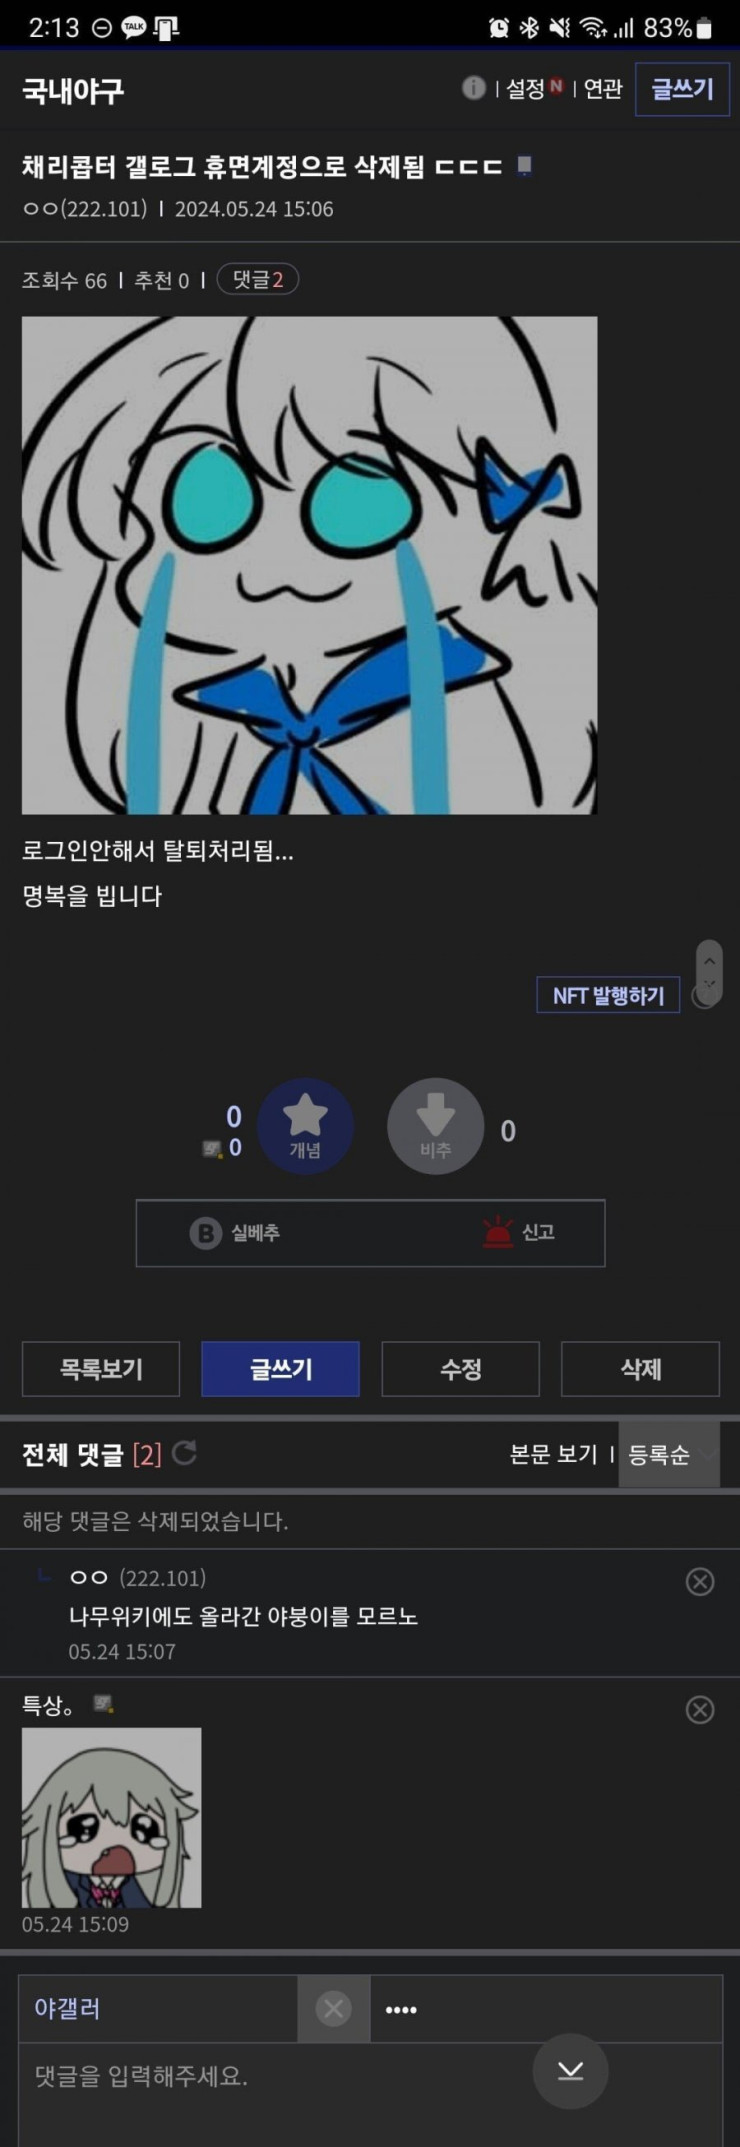 2:13 TALK 83%
국내야구 설정 N | 연관 글쓰기
채리콥터 갤로그 휴면계정으로 삭제됨 ㄷㄷㄷ
ㅇㅇ(222.101) | 2024.05.24 15:06
조회수 66 | 추천 0 | 댓글 2
로그인안해서 탈퇴처리됨...
명복을 빕니다
NFT 발행하기
0 개념 비추 0
0
B 실베추 신고
목록보기 글쓰기 수정 삭제
전체 댓글 [2] 본문 보기 | 등록순
해당 댓글은 삭제되었습니다.
ㅇㅇ (222.101)
나무위키에도 올라간 야붕이를 모르노
05.24 15:07
특상。
05.24 15:09
야갤러 ••••
댓글을 입력해주세요.